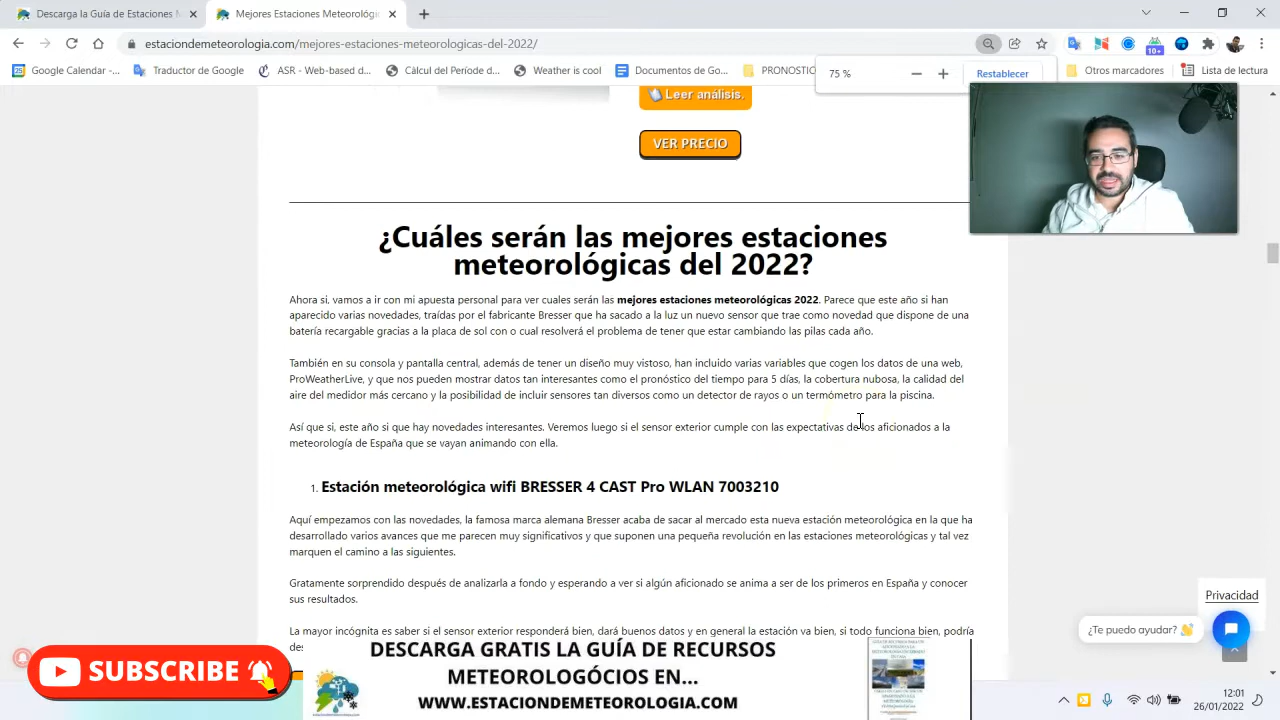 Descarga la Guía de Estaciones M
Mejores Estaciones Meteorológic
estaciondemeteorologia.com/mejores-estaciones-meteorologicas-del-2022/
Google Calendar -...
Traductor de Google
ASR - Web-based d...
Cálcul del Període d...
Weather is cool
Documentos de Go...
PRONOSTIC
Otros marcadores
Lista de lectura
10+
75 %
Restablecer
Leer análisis.
VER PRECIO
¿Cuáles serán las mejores estaciones
meteorológicas del 2022?
Ahora si, vamos a ir con mi apuesta personal para ver cuales serán las mejores estaciones meteorológicas 2022. Parece que este año si han
aparecido varias novedades, traídas por el fabricante Bresser que ha sacado a la luz un nuevo sensor que trae como novedad que dispone de una
batería recargable gracias a la placa de sol con o cual resolverá el problema de tener que estar cambiando las pilas cada año.
También en su consola y pantalla central, además de tener un diseño muy vistoso, han incluido varias variables que cogen los datos de una web,
ProWeatherLive, y que nos pueden mostrar datos tan interesantes como el pronóstico del tiempo para 5 días, la cobertura nubosa, la calidad del
aire del medidor más cercano y la posibilidad de incluir sensores tan diversos como un detector de rayos o un termómetro para la piscina.
Así que si, este año si que hay novedades interesantes. Veremos luego si el sensor exterior cumple con las expectativas de los aficionados a la
meteorología de España que se vayan animando con ella.
1. Estación meteorológica wifi BRESSER 4 CAST Pro WLAN 7003210
Aquí empezamos con las novedades, la famosa marca alemana Bresser acaba de sacar al mercado esta nueva estación meteorológica en la que ha
desarrollado varios avances que me parecen muy significativos y que suponen una pequeña revolución en las estaciones meteorológicas y tal vez
marquen el camino a las siguientes.
Gratamente sorprendido después de analizarla a fondo y esperando a ver si algún aficionado se anima a ser de los primeros en España y conocer
sus resultados.
La mayor incógnita es saber si el sensor exterior responderá bien, dará buenos datos y en general la estación va bien, si todo funciona bien, podría
Privacidad
¿Te puedo ayudar? 👋
SUBSCRIBE
DESCARGA GRATIS LA GUÍA DE RECURSOS
METEOROLOGÓCIOS EN...
WWW.ESTACIONDEMETEOROLOGIA.COM
12:01